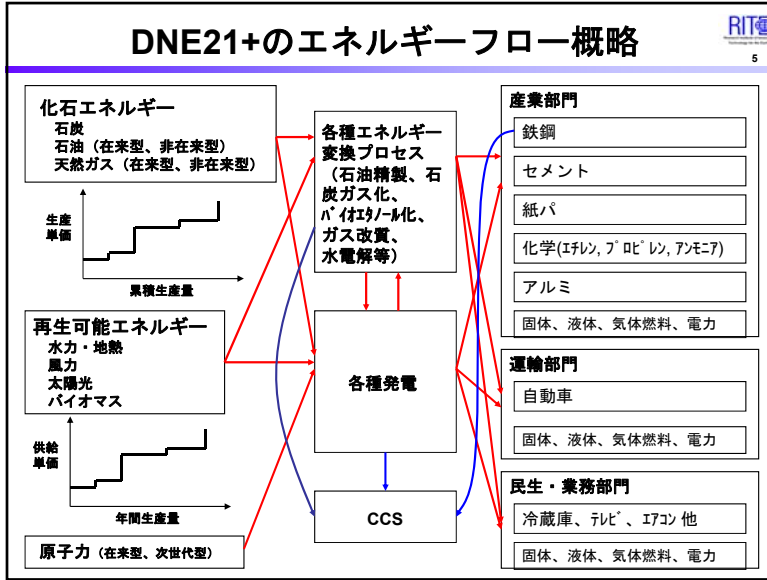 DNE21+のエネルギーフロー概略
RITE
5
化石エネルギー
石炭
石油（在来型、非在来型）
天然ガス（在来型、非在来型）
生産
単価
累積生産量
再生可能エネルギー
水力・地熱
風力
太陽光
バイオマス
供給
単価
年間生産量
原子力（在来型、次世代型）
各種エネルギー
変換プロセス
（石油精製、石
炭ガス化、
ﾊﾞｲｵｴﾀﾉｰﾙ化、
ガス改質、
水電解等）
各種発電
CCS
産業部門
鉄鋼
セメント
紙パ
化学(ｴﾁﾚﾝ, ﾌﾟﾛﾋﾟﾚﾝ, ｱﾝﾓﾆｱ)
アルミ
固体、液体、気体燃料、電力
運輸部門
自動車
固体、液体、気体燃料、電力
民生・業務部門
冷蔵庫、ﾃﾚﾋﾞ、ｴｱｺﾝ 他
固体、液体、気体燃料、電力